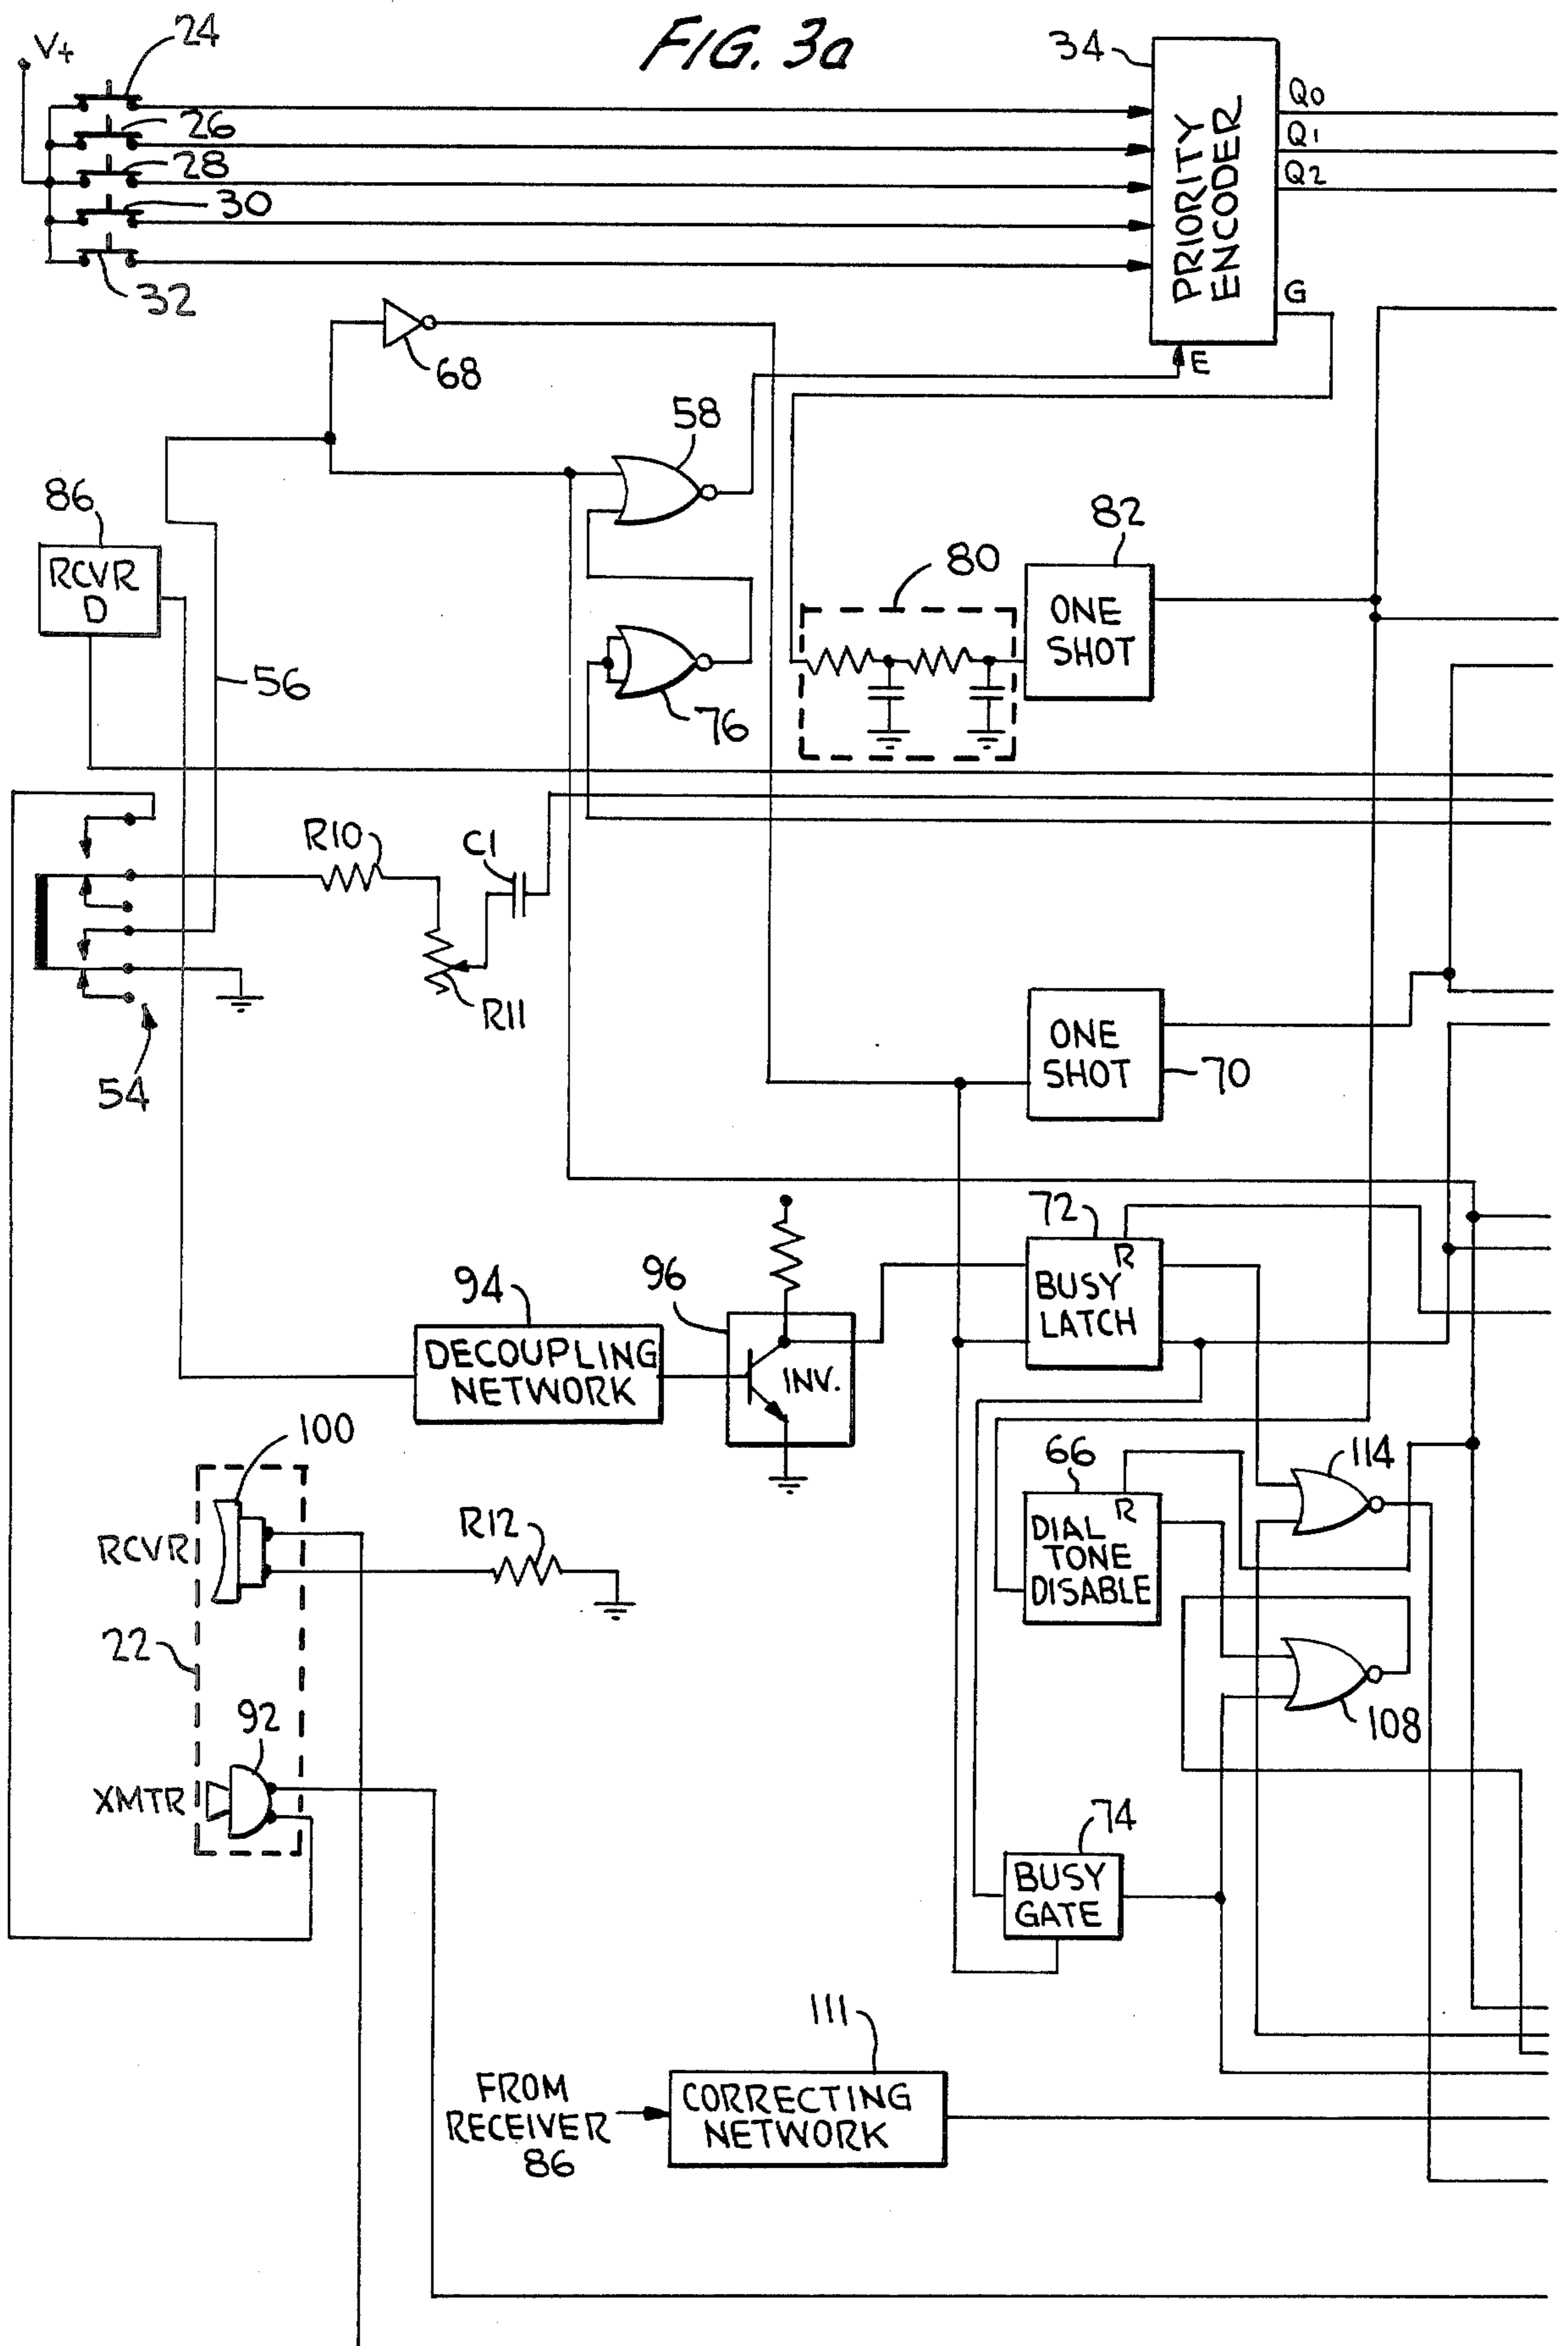 FIG. 3a
V+
24
26
28
30
32
34
PRIORITY
ENCODER
Q0
Q1
Q2
G
E
68
58
86
RCVR
D
56
76
80
82
ONE
SHOT
R10
C1
R11
54
ONE
SHOT
70
72
R
BUSY
LATCH
94
DECOUPLING
NETWORK
96
INV.
100
RCVR
R12
66
R
DIAL
TONE
DISABLE
114
22
108
92
XMTR
74
BUSY
GATE
111
FROM
RECEIVER
86
CORRECTING
NETWORK